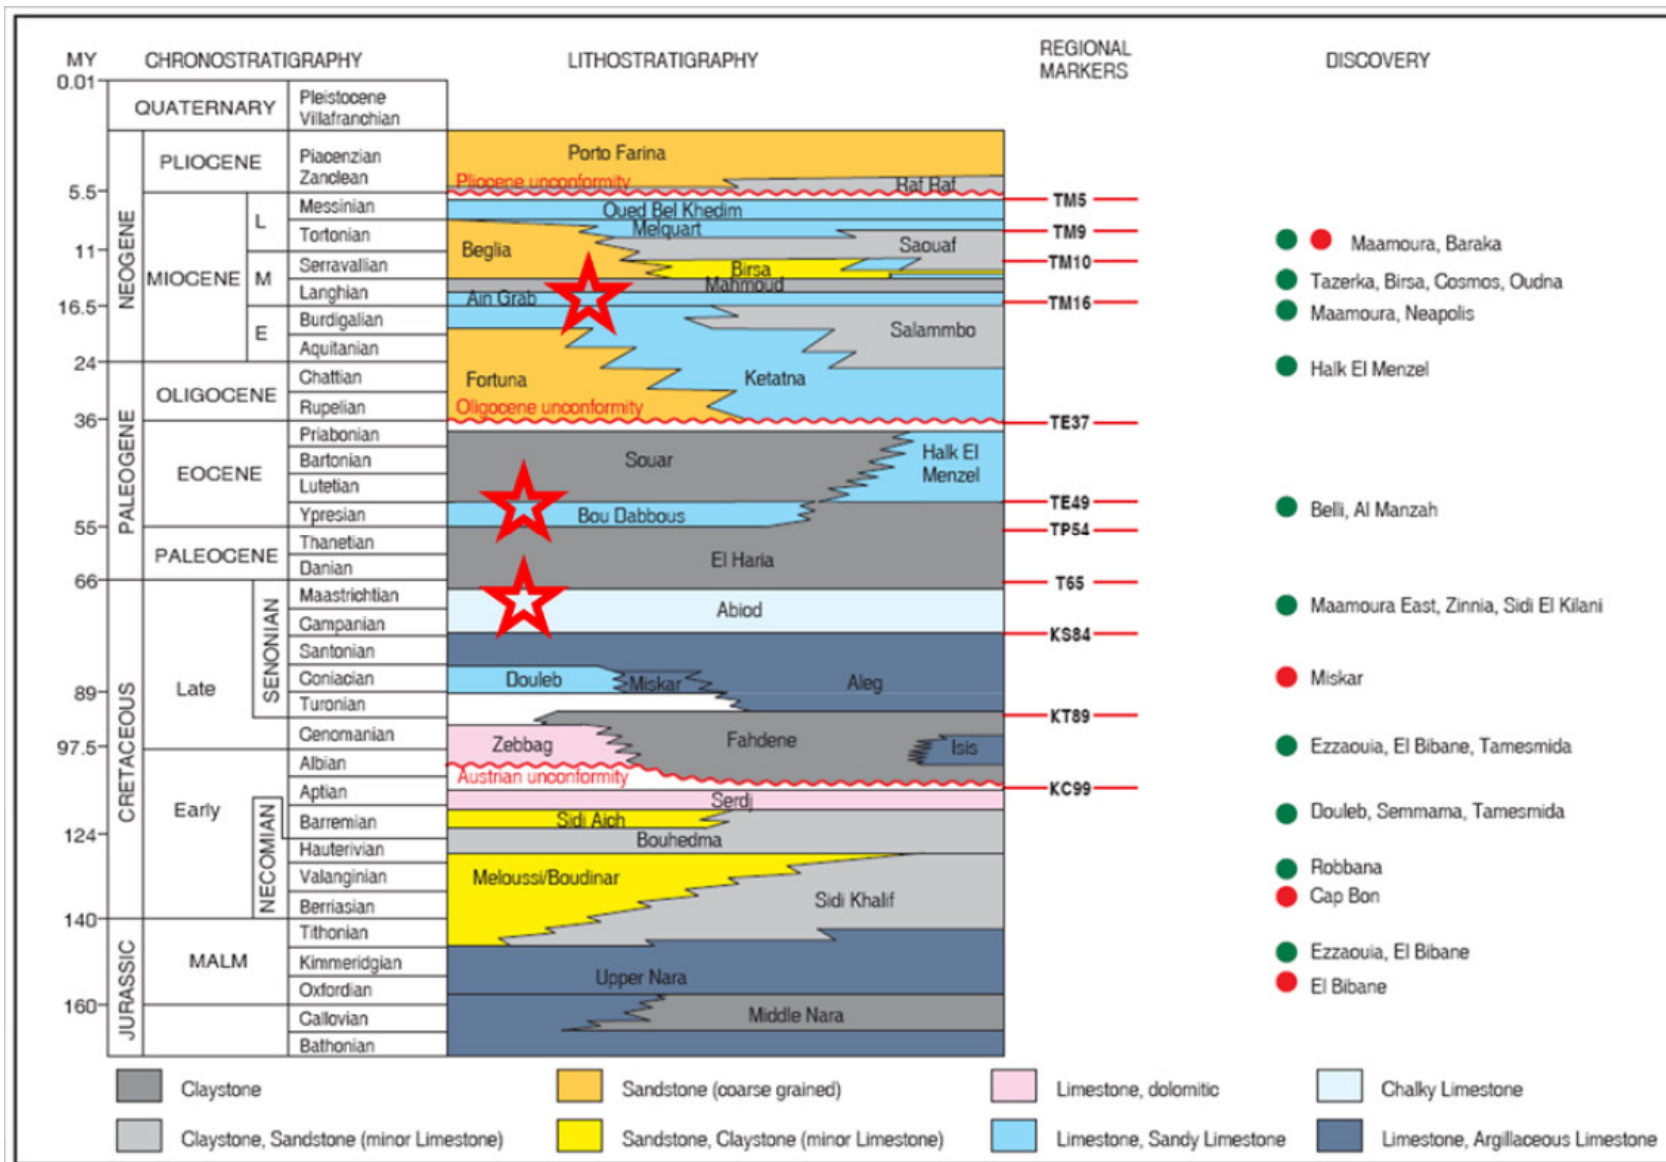 MY
CHRONOSTRATIGRAPHY
LITHOSTRATIGRAPHY
REGIONAL
MARKERS
DISCOVERY
0.01
5.5
11
16.5
24
36
55
66
89
97.5
124
140
160
QUATERNARY
NEOGENE
PALEOGENE
CRETACEOUS
JURASSIC
PLIOCENE
MIOCENE
L
M
E
OLIGOCENE
EOCENE
PALEOCENE
Late
SENONIAN
Early
NECOMIAN
MALM
Pleistocene
Villafranchian
Piacenzian
Zanclean
Messinian
Tortonian
Serravallian
Langhian
Burdigalian
Aquitanian
Chattian
Rupelian
Priabonian
Bartonian
Lutetian
Ypresian
Thanetian
Danian
Maastrichtian
Campanian
Santonian
Coniacian
Turonian
Cenomanian
Albian
Aptian
Barremian
Hauterivian
Valanginian
Berriasian
Tithonian
Kimmeridgian
Oxfordian
Callovian
Bathonian
Porto Farina
Pliocene unconformity
Raf Raf
Oued Bel Khedim
Melquart
Beglia
Saouaf
Birsa
Mahmoud
Ain Grab
Salammbo
Fortuna
Ketatna
Oligocene unconformity
Souar
Halk El
Menzel
Bou Dabbous
El Haria
Abiod
Douleb
Miskar
Aleg
Zebbag
Fahdene
Isis
Austrian unconformity
Serdj
Sidi Aich
Bouhedma
Meloussi/Boudinar
Sidi Khalif
Upper Nara
Middle Nara
TM5
TM9
TM10
TM16
TE37
TE49
TP54
T65
KS84
KT89
KC99
Maamoura, Baraka
Tazerka, Birsa, Cosmos, Oudna
Maamoura, Neapolis
Halk El Menzel
Belli, Al Manzah
Maamoura East, Zinnia, Sidi El Kilani
Miskar
Ezzaouia, El Bibane, Tamesmida
Douleb, Semmama, Tamesmida
Robbana
Cap Bon
Ezzaouia, El Bibane
El Bibane
Claystone
Sandstone (coarse grained)
Limestone, dolomitic
Chalky Limestone
Claystone, Sandstone (minor Limestone)
Sandstone, Claystone (minor Limestone)
Limestone, Sandy Limestone
Limestone, Argillaceous Limestone